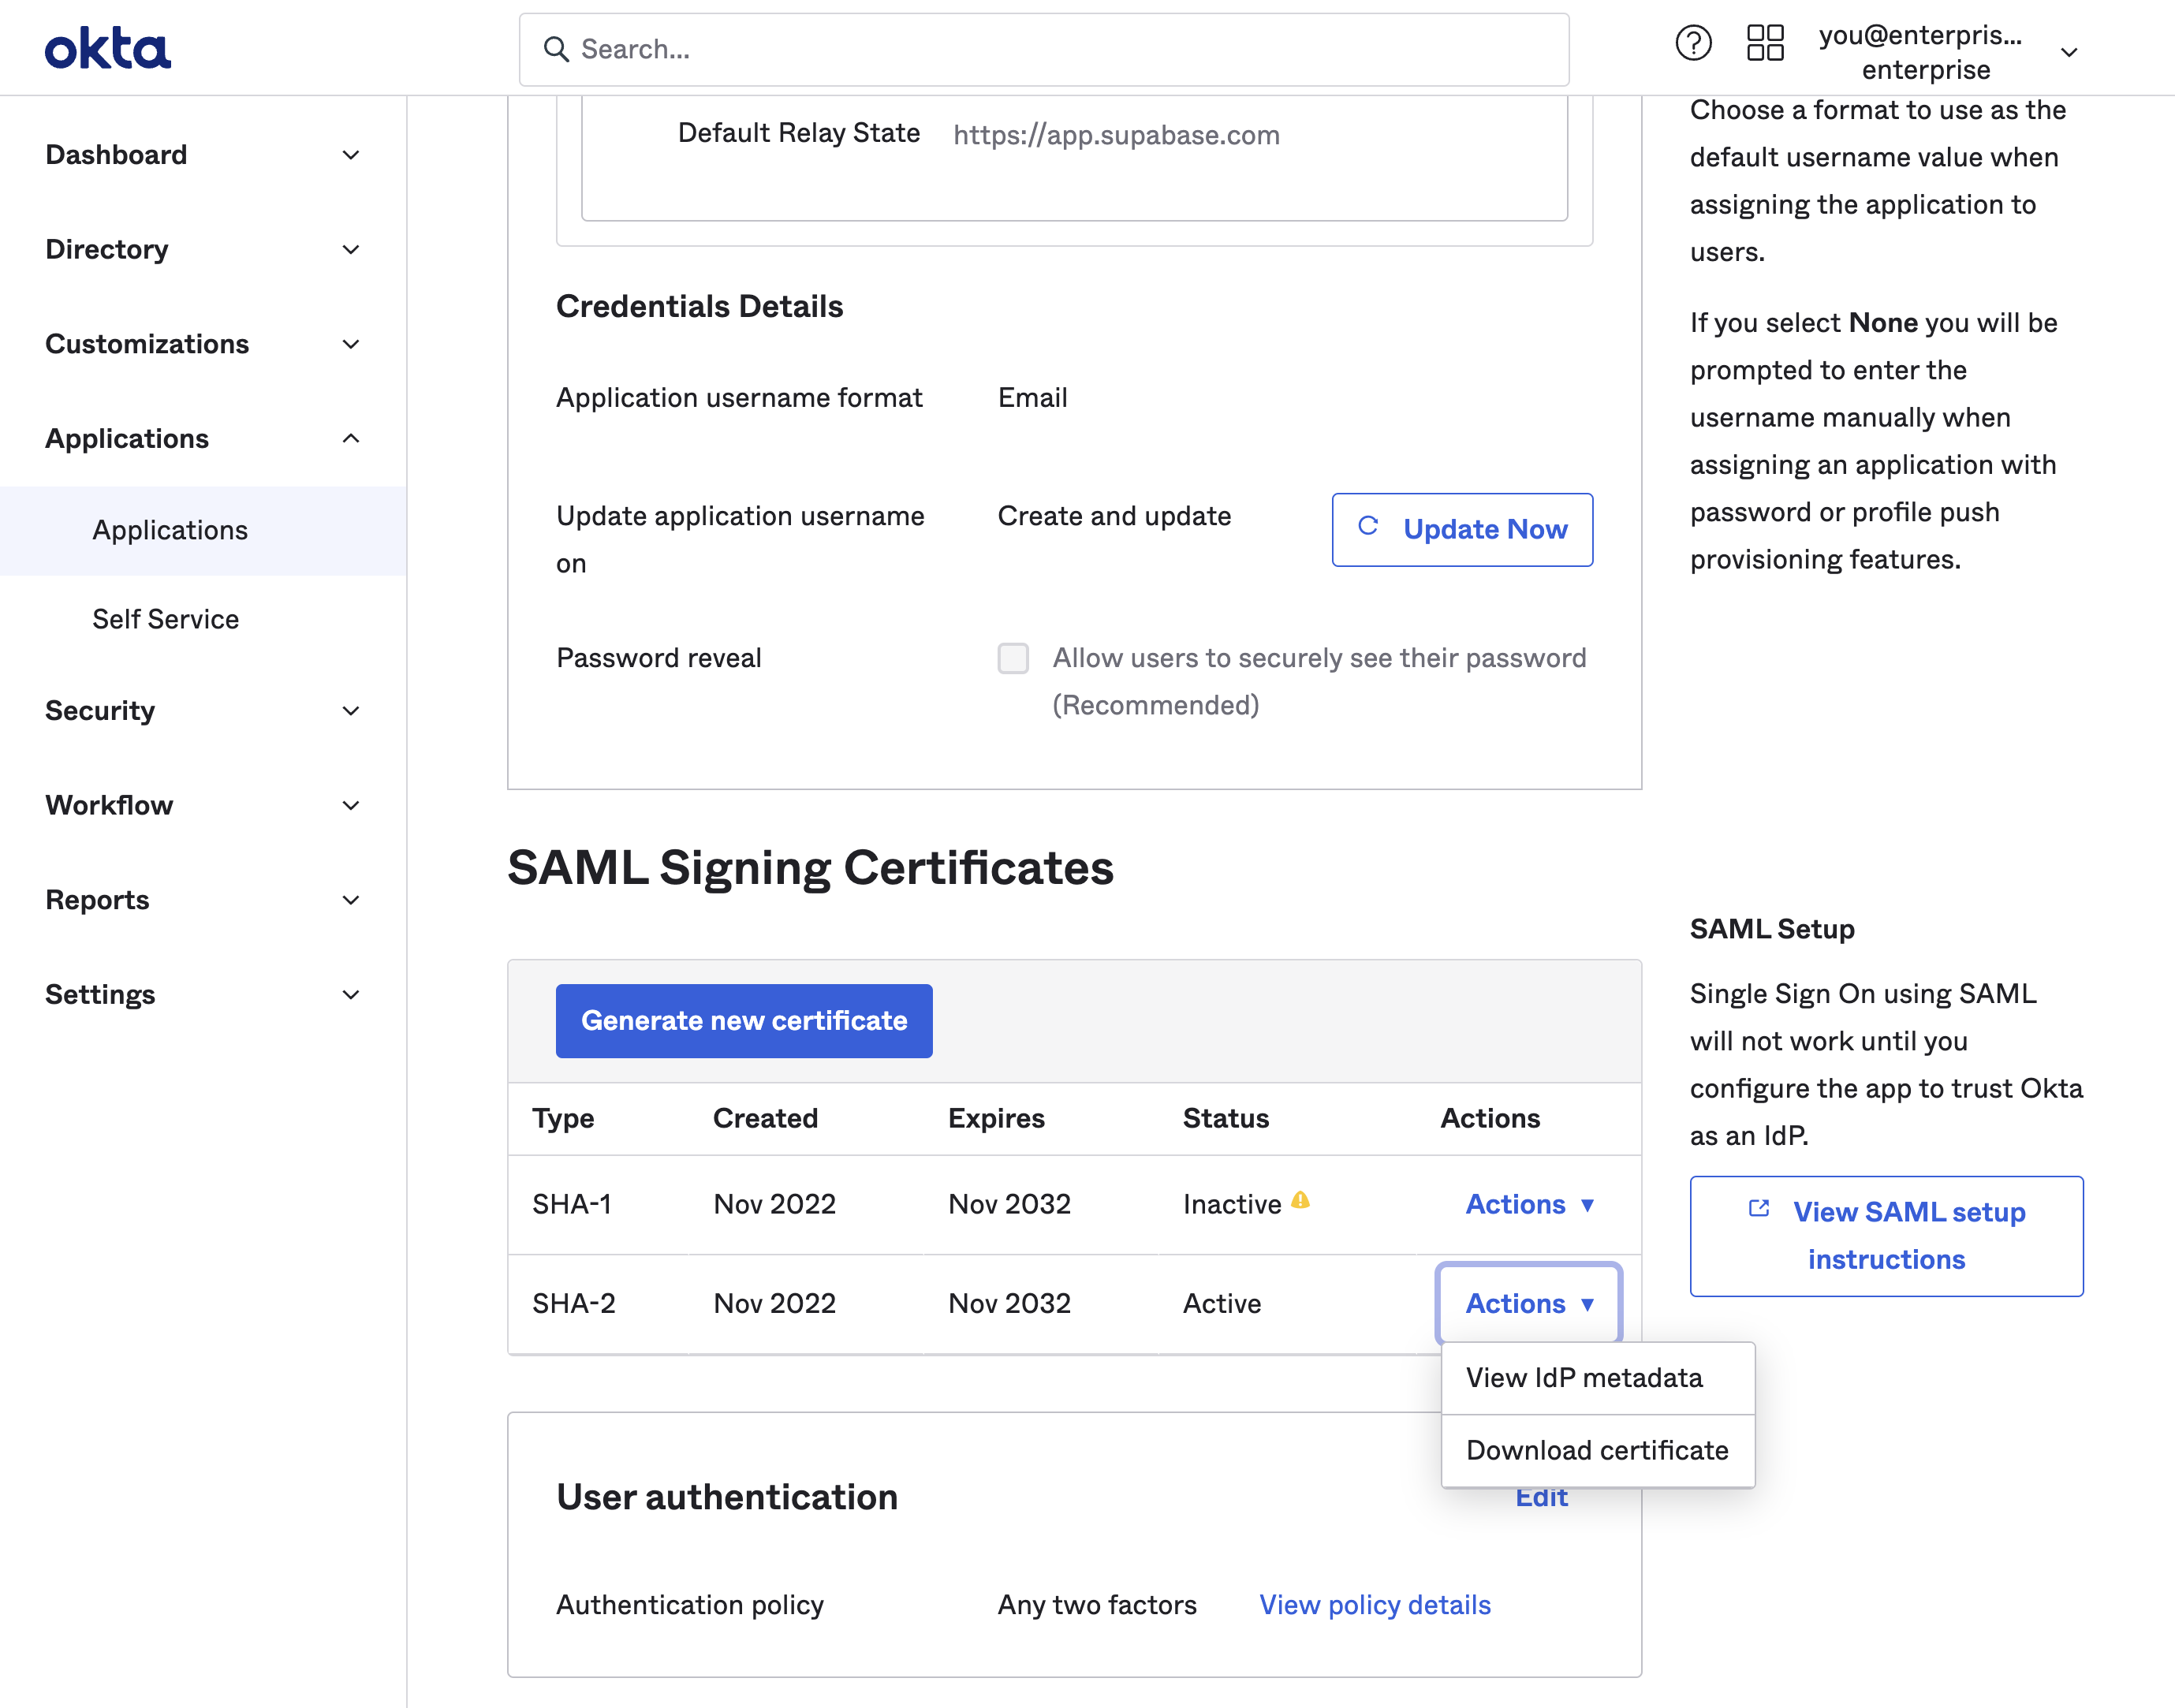 okta
Search...
you@enterpris...
enterprise
Dashboard
Directory
Customizations
Applications
Applications
Self Service
Security
Workflow
Reports
Settings
Default Relay State https://app.supabase.com
Credentials Details
Application username format Email
Update application username
on
Create and update
Update Now
Password reveal
Allow users to securely see their password
(Recommended)
Choose a format to use as the
default username value when
assigning the application to
users.
If you select None you will be
prompted to enter the
username manually when
assigning an application with
password or profile push
provisioning features.
SAML Signing Certificates
Generate new certificate
Type Created Expires Status Actions
SHA-1 Nov 2022 Nov 2032 Inactive Actions ▼
SHA-2 Nov 2022 Nov 2032 Active Actions ▼
View IdP metadata
Download certificate
SAML Setup
Single Sign On using SAML
will not work until you
configure the app to trust Okta
as an IdP.
View SAML setup
instructions
User authentication
Edit
Authentication policy Any two factors View policy details